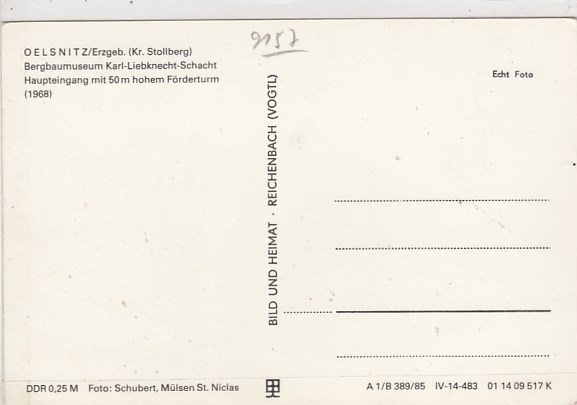 9157
OELSNITZ/Erzgeb. (Kr. Stollberg)
Bergbaumuseum Karl-Liebknecht-Schacht
Haupteingang mit 50 m hohem Förderturm
(1968)
Echt Foto
BILD UND HEIMAT · REICHENBACH (VOGTL)
DDR 0,25 M Foto: Schubert, Mülsen St. Niclas
A 1/B 389/85 IV-14-483 01 14 09 517 K